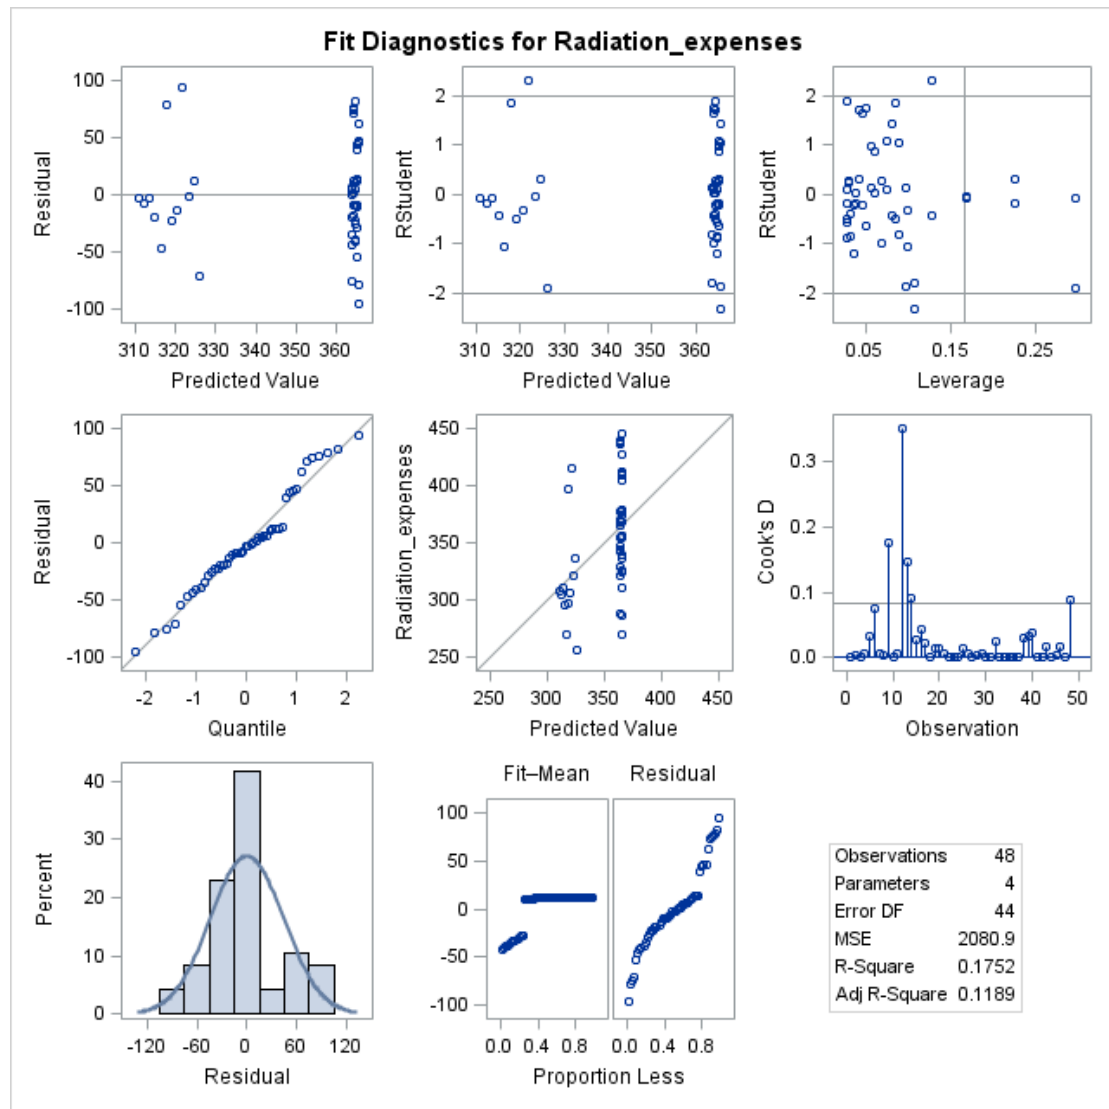 Fit Diagnostics for Radiation_expenses
100
50
0
-50
-100
Residual
310 320 330 340 350 360
Predicted Value
2
1
0
-1
-2
RStudent
310 320 330 340 350 360
Predicted Value
2
1
0
-1
-2
RStudent
0.05 0.15 0.25
Leverage
100
50
0
-50
-100
Residual
-2 -1 0 1 2
Quantile
450
400
350
300
250
Radiation_expenses
250 300 350 400 450
Predicted Value
0.3
0.2
0.1
0.0
Cook's D
0 10 20 30 40 50
Observation
40
30
20
10
0
Percent
-120 -60 0 60 120
Residual
Fit–Mean Residual
100
50
0
-50
-100
0.0 0.4 0.8 0.0 0.4 0.8
Proportion Less
Observations 48
Parameters 4
Error DF 44
MSE 2080.9
R-Square 0.1752
Adj R-Square 0.1189